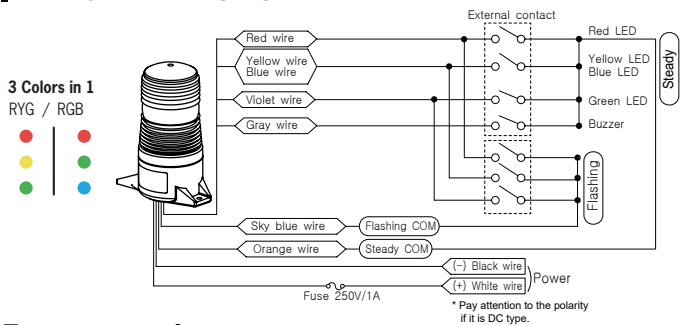 External contact
Red wire
Red LED
Yellow wire
Blue wire
Yellow LED
Blue LED
Steady
3 Colors in 1
RYG / RGB
Violet wire
Green LED
Gray wire
Buzzer
Flashing
Sky blue wire
Flashing COM
Orange wire
Steady COM
(-) Black wire
(+) White wire
Power
Fuse 250V/1A
* Pay attention to the polarity
if it is DC type.